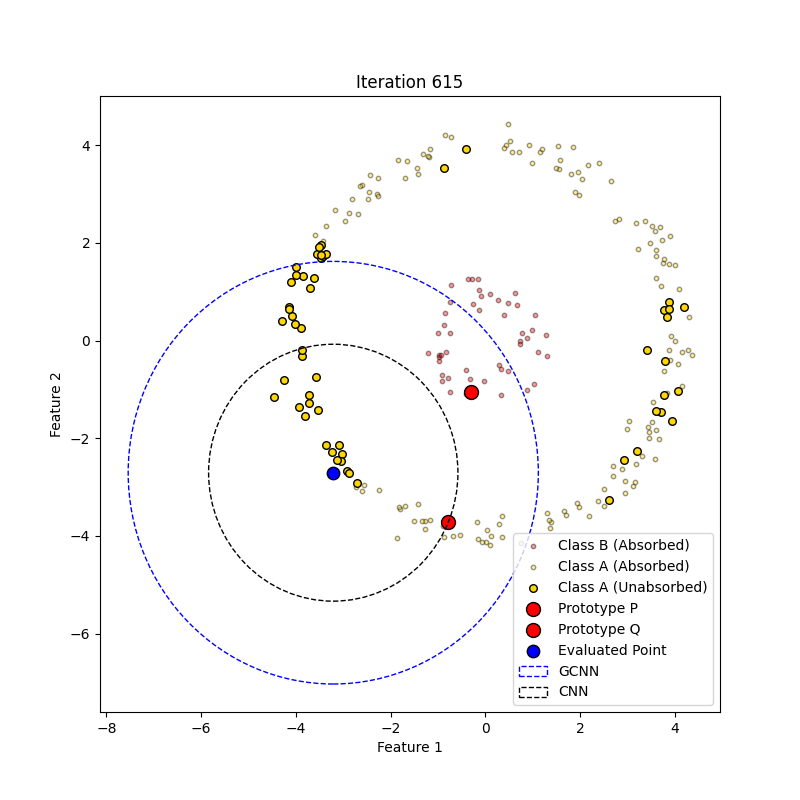 Iteration 615
Feature 2
4
2
0
−2
−4
−6
−8
−6
−4
−2
0
2
4
Feature 1
Class B (Absorbed)
Class A (Absorbed)
Class A (Unabsorbed)
Prototype P
Prototype Q
Evaluated Point
GCNN
CNN